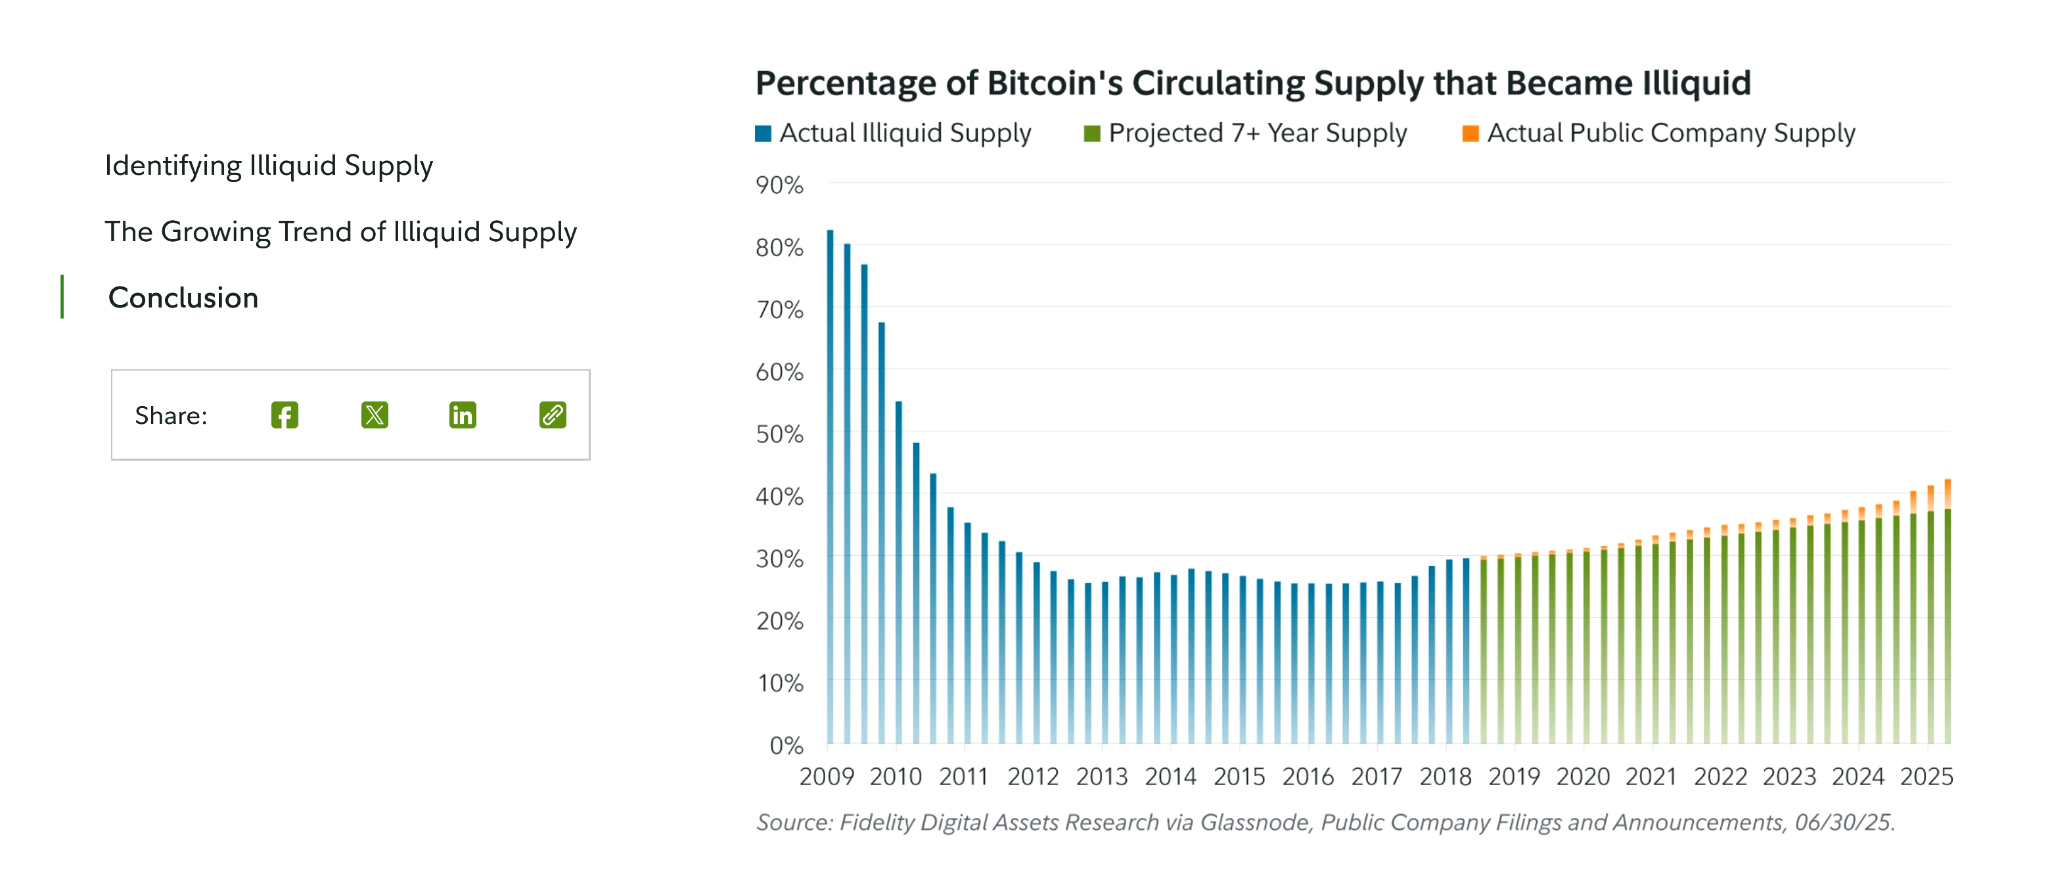 Identifying Illiquid Supply
The Growing Trend of Illiquid Supply
Conclusion
Share:
Percentage of Bitcoin's Circulating Supply that Became Illiquid
Actual Illiquid Supply Projected 7+ Year Supply Actual Public Company Supply
90%
80%
70%
60%
50%
40%
30%
20%
10%
0%
2009 2010 2011 2012 2013 2014 2015 2016 2017 2018 2019 2020 2021 2022 2023 2024 2025
Source: Fidelity Digital Assets Research via Glassnode, Public Company Filings and Announcements, 06/30/25.